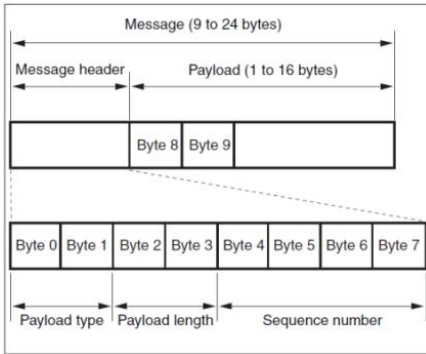 Message (9 to 24 bytes)
Message header Payload (1 to 16 bytes)
Byte 8 Byte 9
Byte 0 Byte 1 Byte 2 Byte 3 Byte 4 Byte 5 Byte 6 Byte 7
Payload type Payload length Sequence number